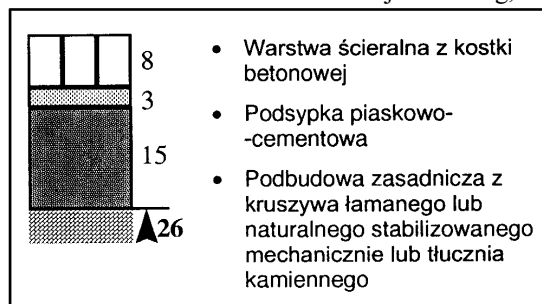 8
3
15
26
• Warstwa ścieralna z kostki
betonowej
• Podsypka piaskowo-
-cementowa
• Podbudowa zasadnicza z
kruszywa łamanego lub
naturalnego stabilizowanego
mechanicznie lub tłucznia
kamiennego